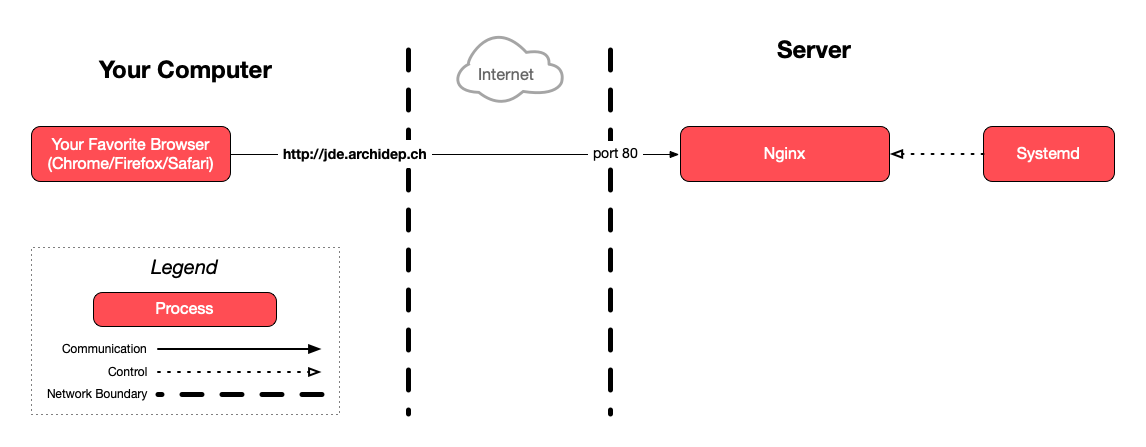 Your Computer
Internet
Server
Your Favorite Browser
(Chrome/Firefox/Safari)
http://jde.archidep.ch
port 80
Nginx
Systemd
Legend
Process
Communication
Control
Network Boundary